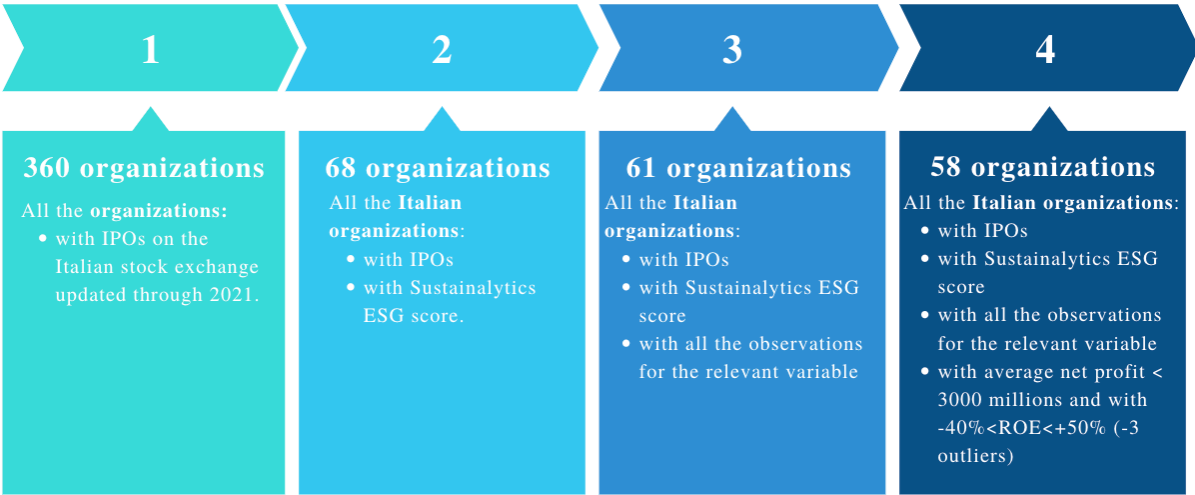 1
2
3
4
360 organizations
All the organizations:
• with IPOs on the
Italian stock exchange
updated through 2021.
68 organizations
All the Italian
organizations:
• with IPOs
• with Sustainalytics
ESG score.
61 organizations
All the Italian
organizations:
• with IPOs
• with Sustainalytics ESG
score
• with all the observations
for the relevant variable
58 organizations
All the Italian organizations:
• with IPOs
• with Sustainalytics ESG
score
• with all the observations
for the relevant variable
• with average net profit <
3000 millions and with
-40%<ROE<+50% (-3
outliers)